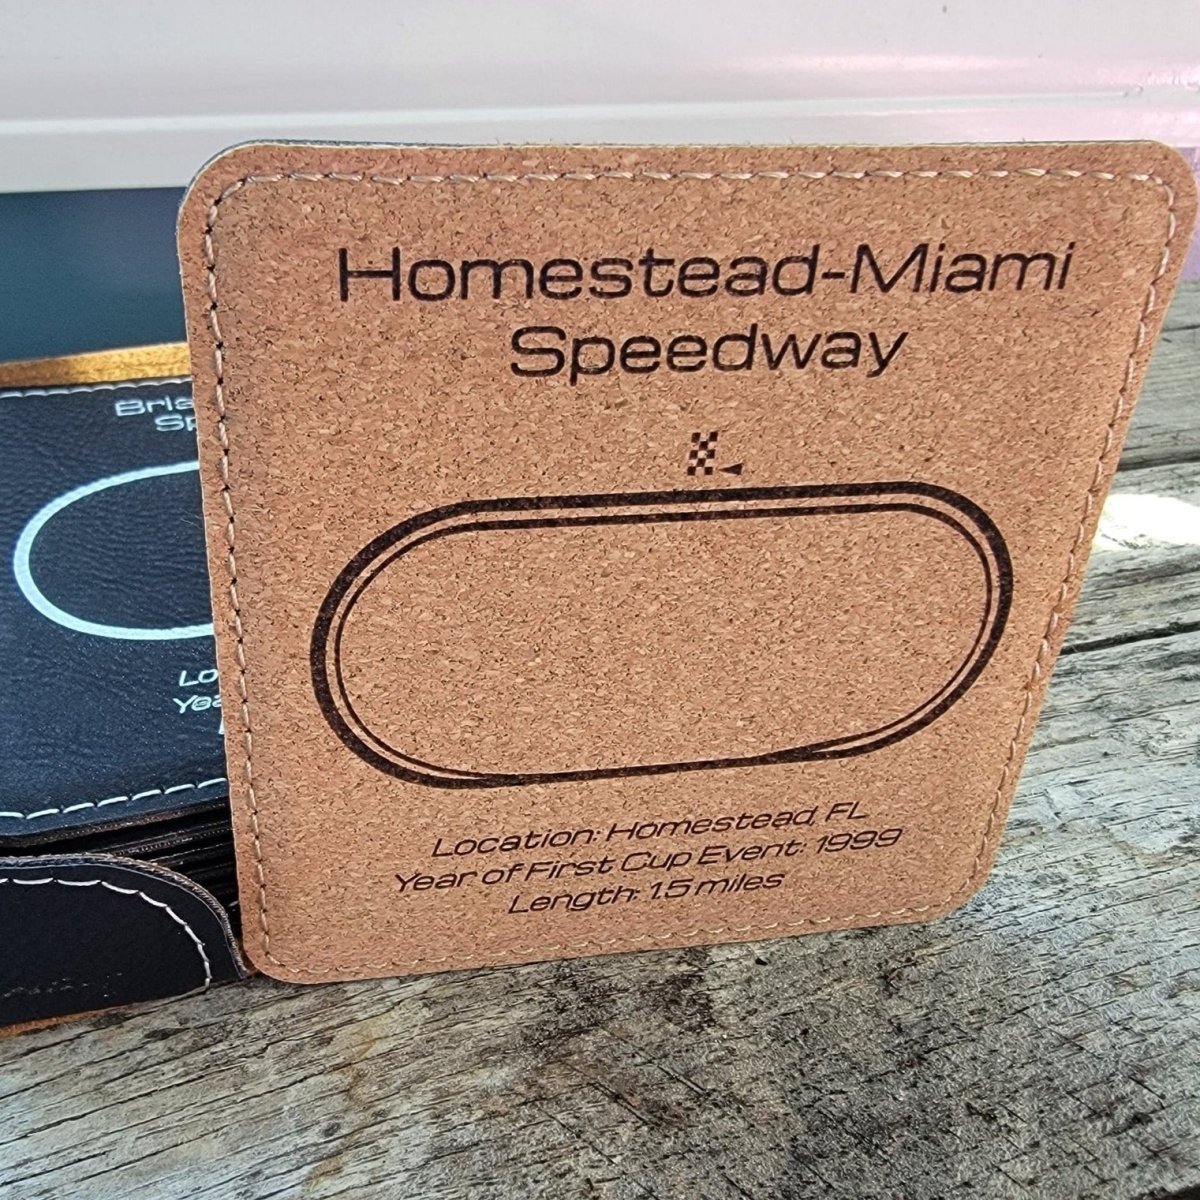 Homestead-Miami
Speedway
Location: Homestead, FL
Year of First Cup Event: 1999
Length: 1.5 miles